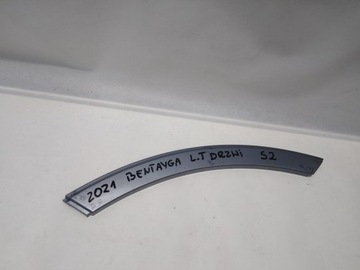 2021 BENTAYGA L.T DRZWI S2